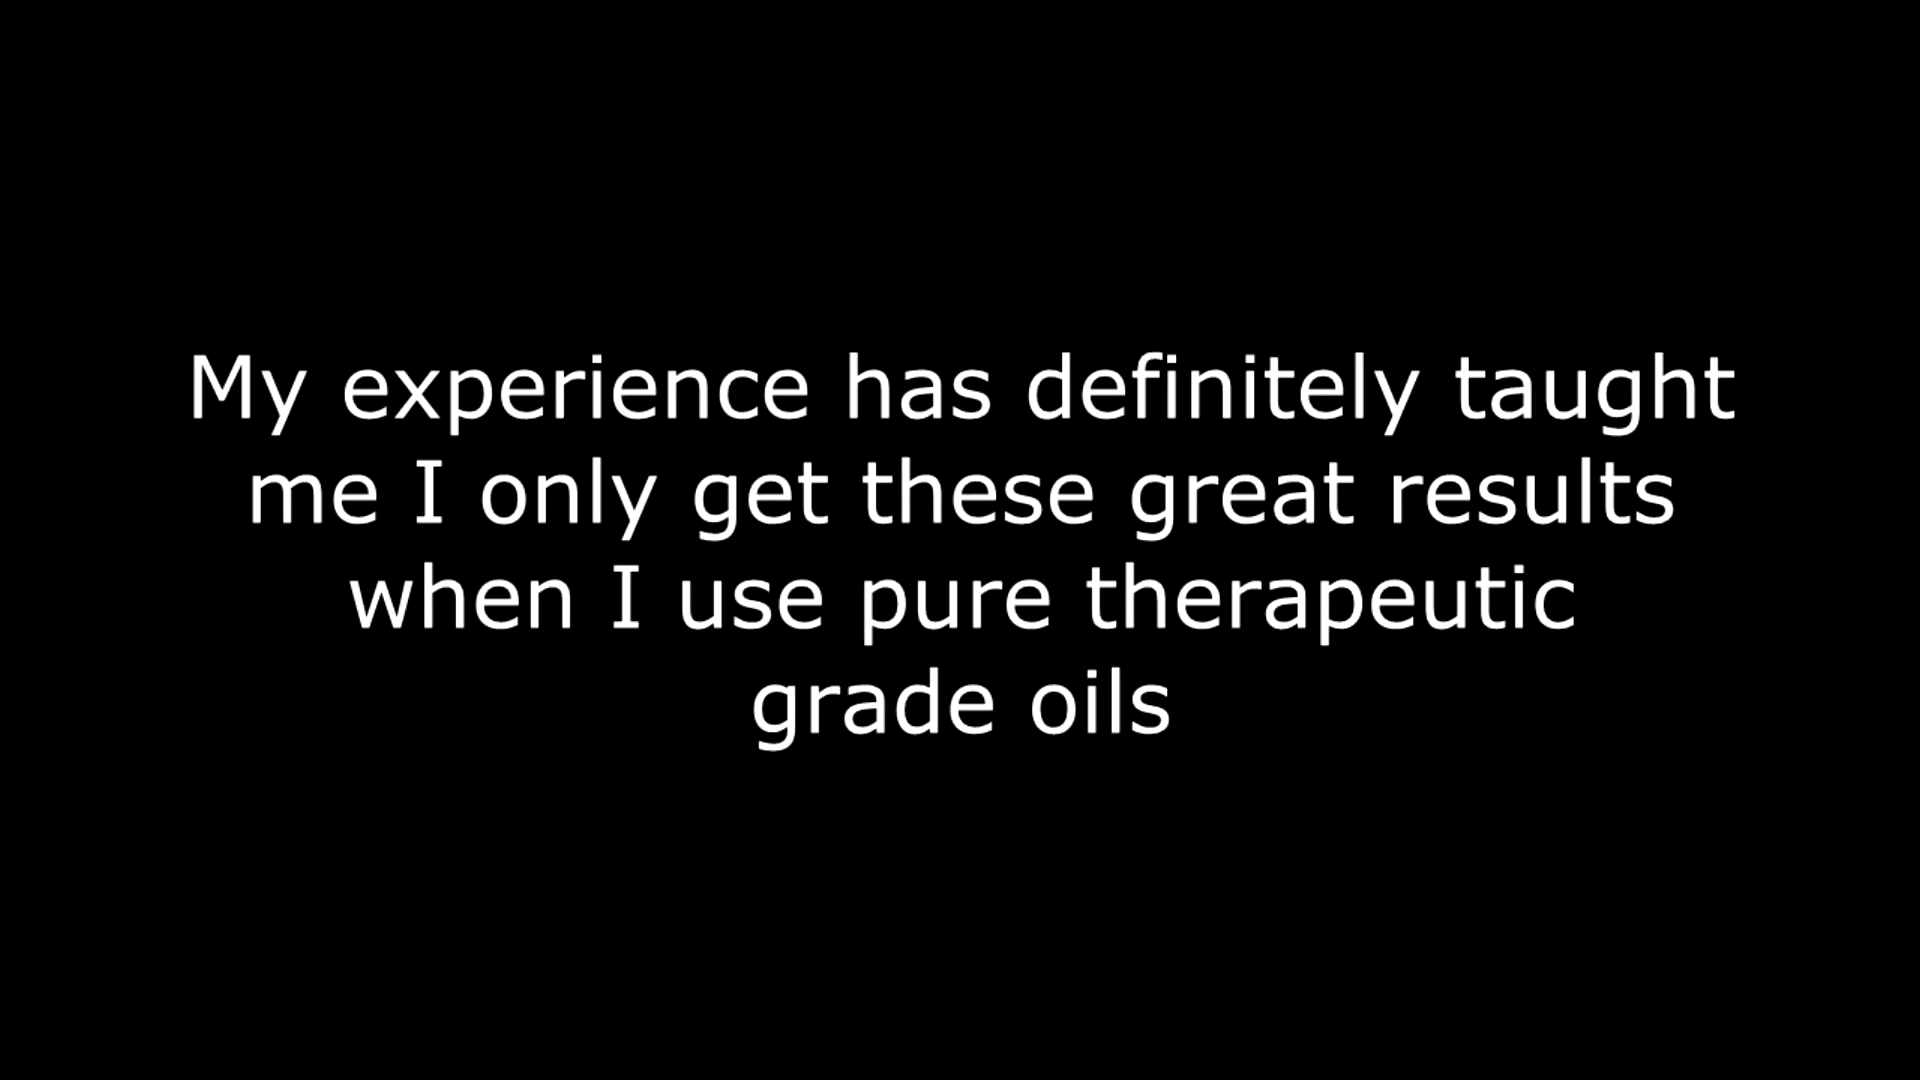 My experience has definitely taught
me I only get these great results
when I use pure therapeutic
grade oils